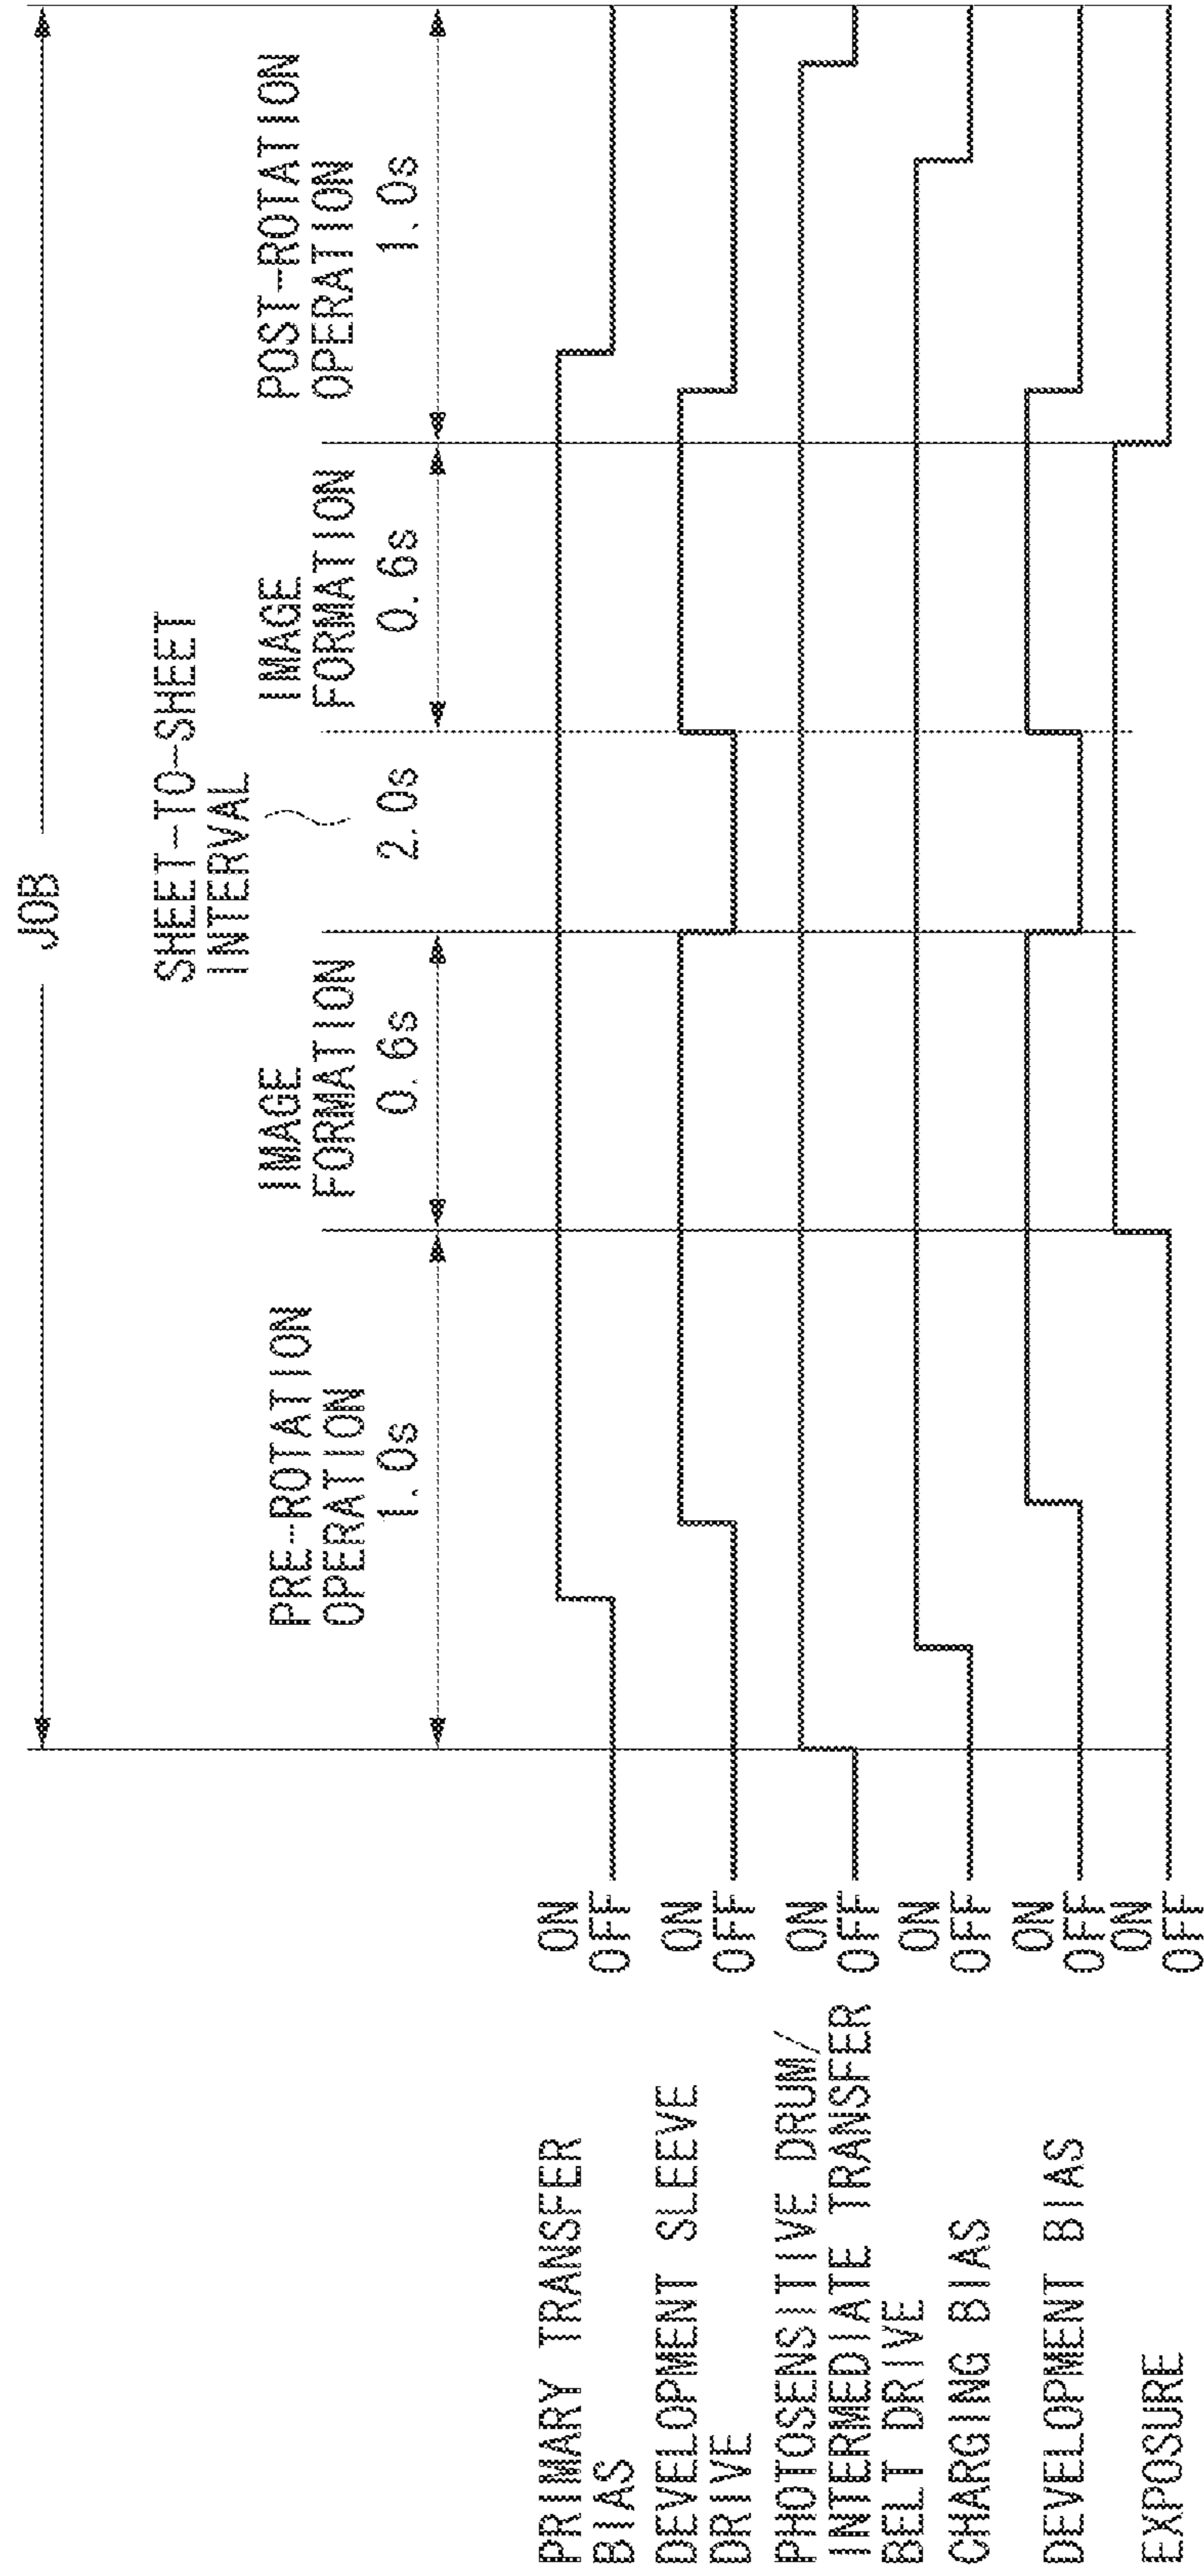 JOB
SHEET-TO-SHEET
INTERVAL
PRE-ROTATION
OPERATION
1.0s
IMAGE
FORMATION
0.6s
2.0s
IMAGE
FORMATION
0.6s
POST-ROTATION
OPERATION
1.0s
PRIMARY TRANSFER
BIAS
ON
OFF
DEVELOPMENT SLEEVE
DRIVE
ON
OFF
PHOTOSENSITIVE DRUM/
INTERMEDIATE TRANSFER
BELT DRIVE
ON
OFF
CHARGING BIAS
ON
OFF
DEVELOPMENT BIAS
ON
OFF
EXPOSURE
ON
OFF